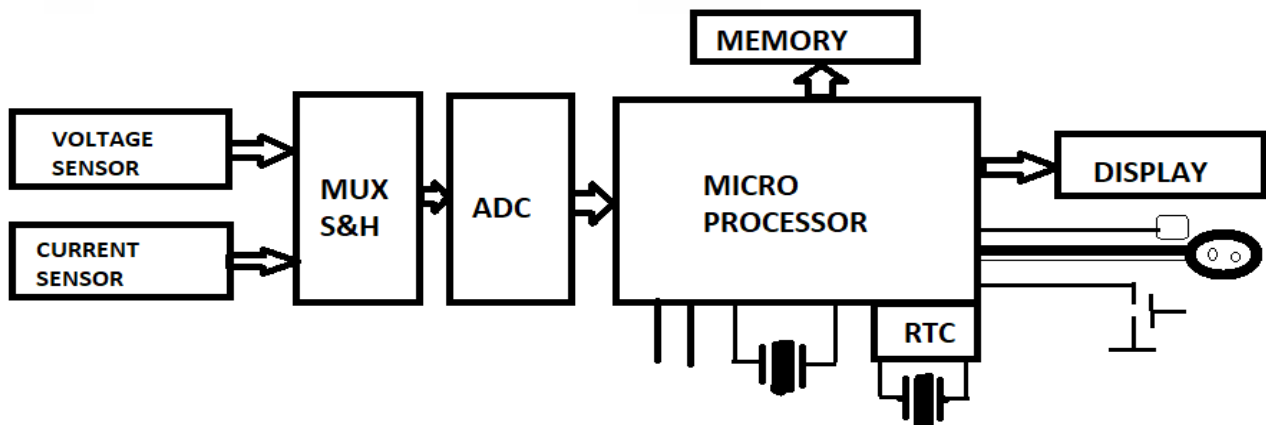 MEMORY
VOLTAGE
SENSOR
CURRENT
SENSOR
MUX
S&H
ADC
MICRO
PROCESSOR
DISPLAY
RTC